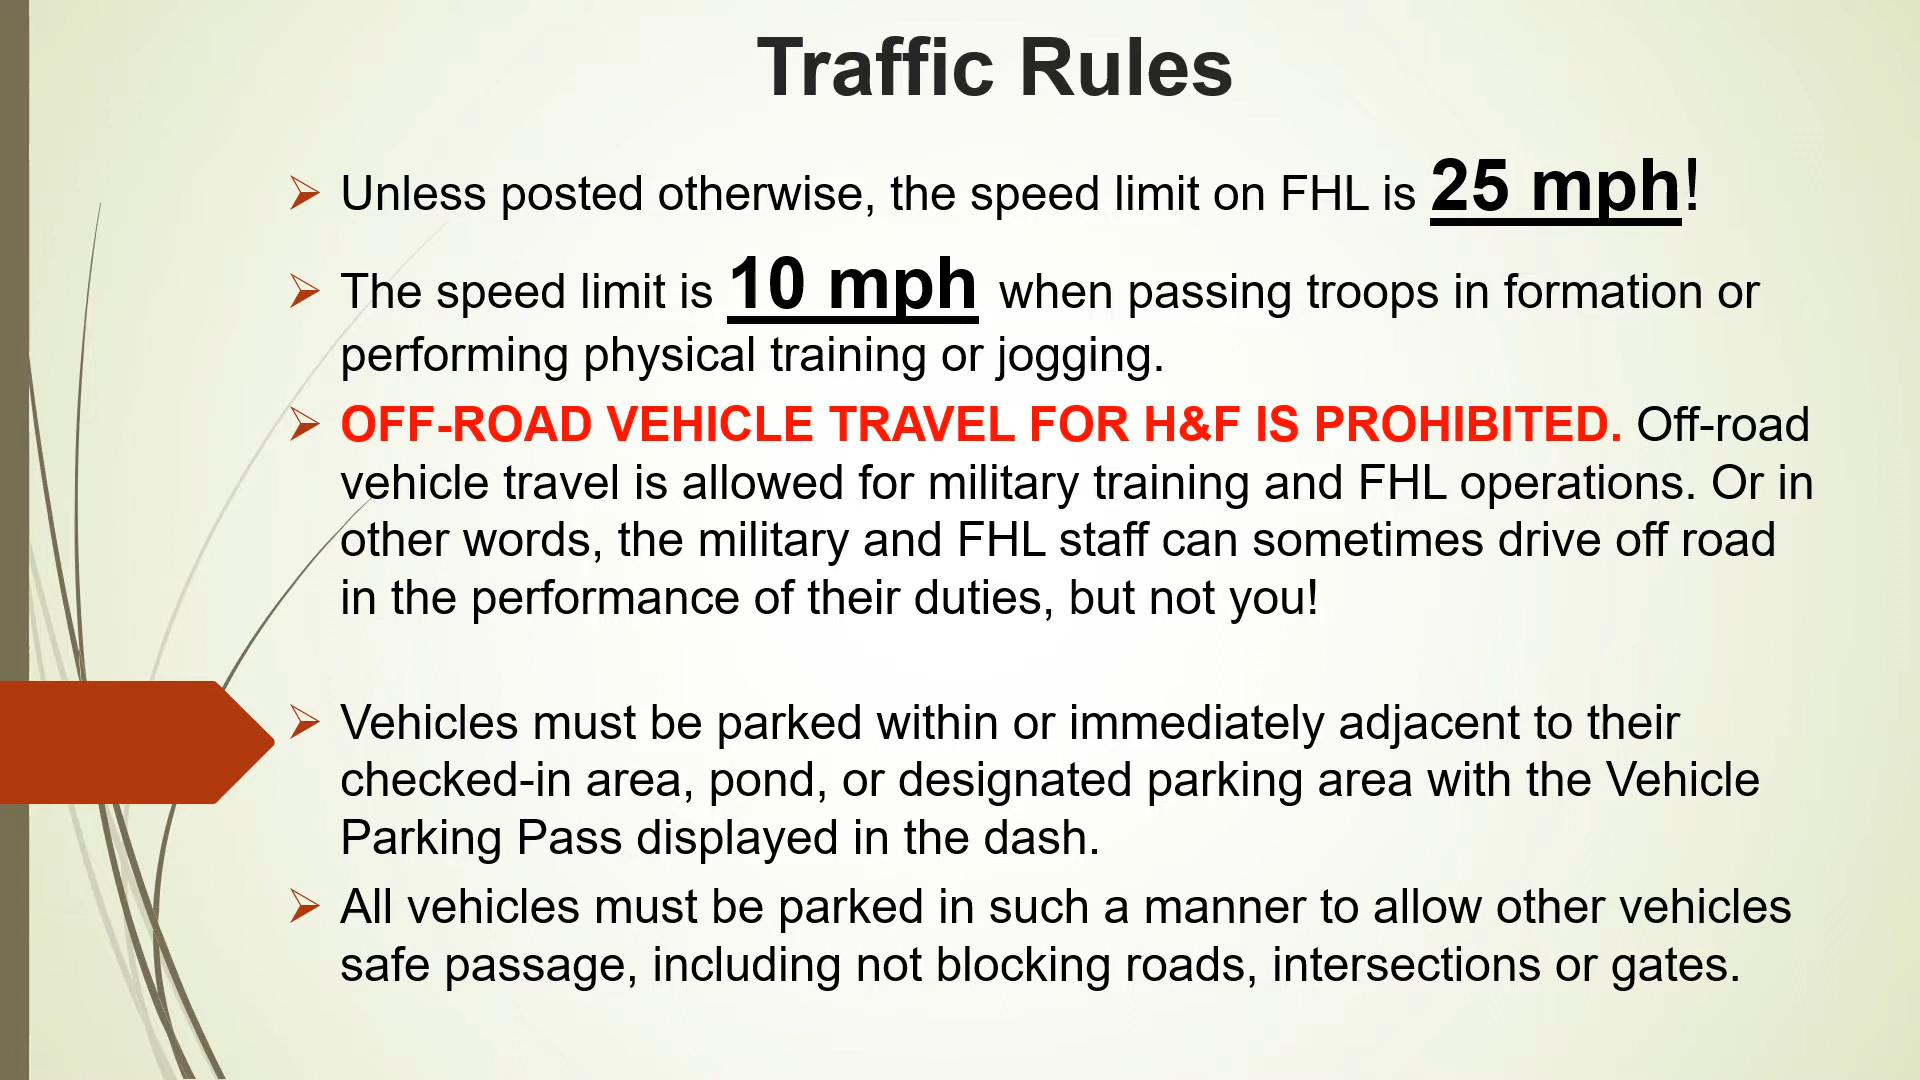 Traffic Rules
Unless posted otherwise, the speed limit on FHL is 25 mph!
The speed limit is 10 mph when passing troops in formation or
performing physical training or jogging.
OFF-ROAD VEHICLE TRAVEL FOR H&F IS PROHIBITED. Off-road
vehicle travel is allowed for military training and FHL operations. Or in
other words, the military and FHL staff can sometimes drive off road
in the performance of their duties, but not you!
Vehicles must be parked within or immediately adjacent to their
checked-in area, pond, or designated parking area with the Vehicle
Parking Pass displayed in the dash.
All vehicles must be parked in such a manner to allow other vehicles
safe passage, including not blocking roads, intersections or gates.